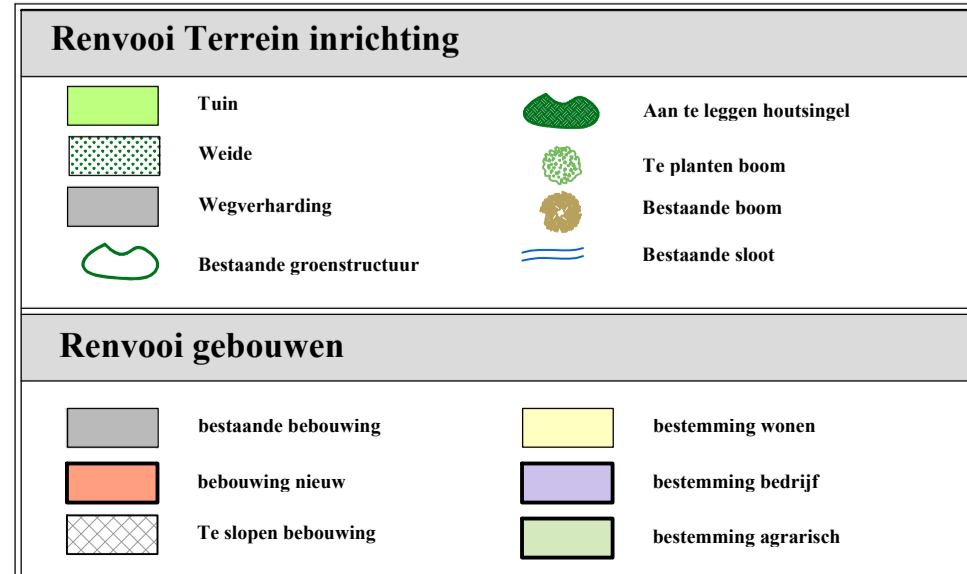 Renvooi Terrein inrichting
Tuin
Weide
Wegverharding
Bestaande groenstructuur
Aan te leggen houtsingel
Te planten boom
Bestaande boom
Bestaande sloot
Renvooi gebouwen
bestaande bebouwing
bebouwing nieuw
Te slopen bebouwing
bestemming wonen
bestemming bedrijf
bestemming agrarisch